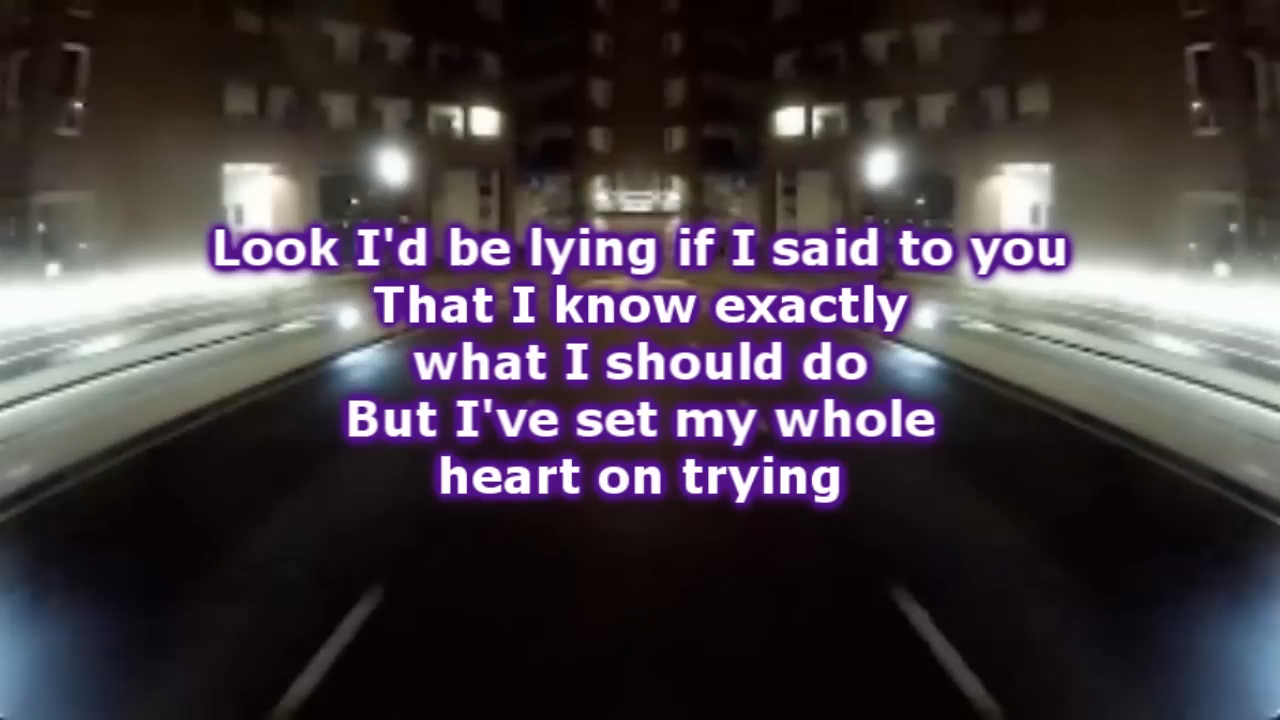 Look I'd be lying if I said to you
That I know exactly
what I should do
But I've set my whole
heart on trying